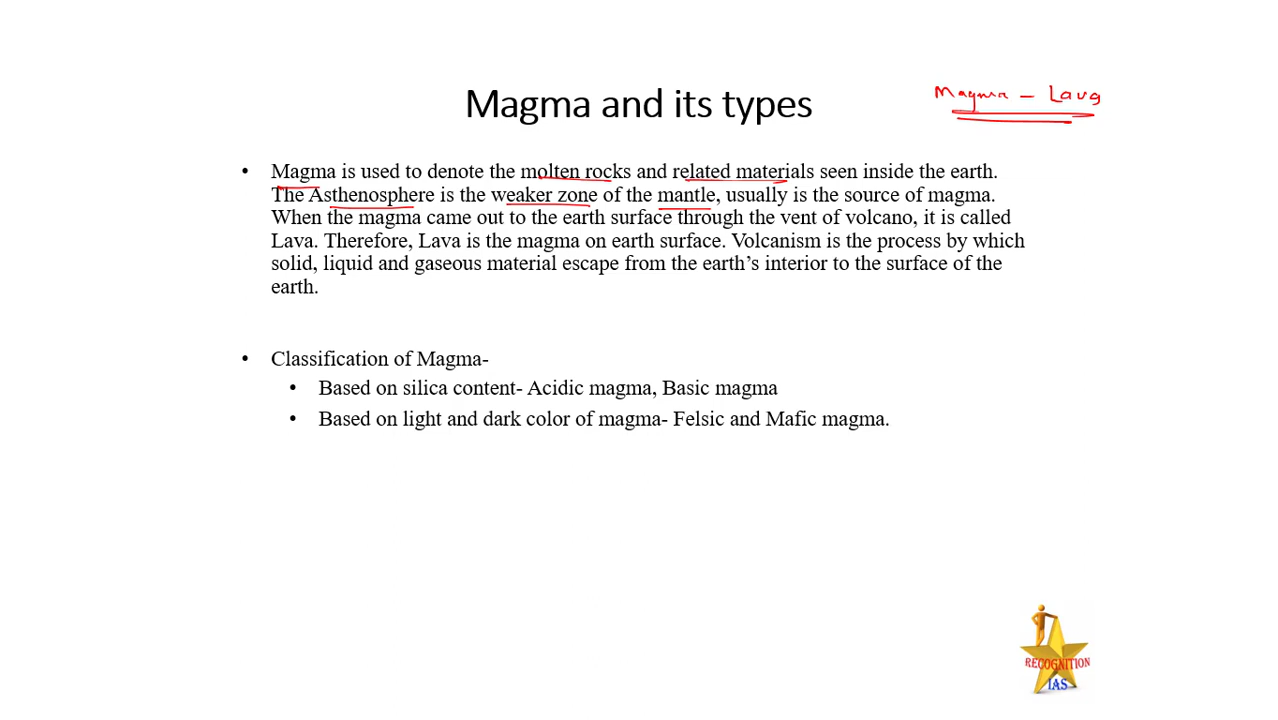 Magma and its types
Magma - Lava
• Magma is used to denote the molten rocks and related materials seen inside the earth.
The Asthenosphere is the weaker zone of the mantle, usually is the source of magma.
When the magma came out to the earth surface through the vent of volcano, it is called
Lava. Therefore, Lava is the magma on earth surface. Volcanism is the process by which
solid, liquid and gaseous material escape from the earth’s interior to the surface of the
earth.
• Classification of Magma-
• Based on silica content- Acidic magma, Basic magma
• Based on light and dark color of magma- Felsic and Mafic magma.
RECOGNITION
IAS